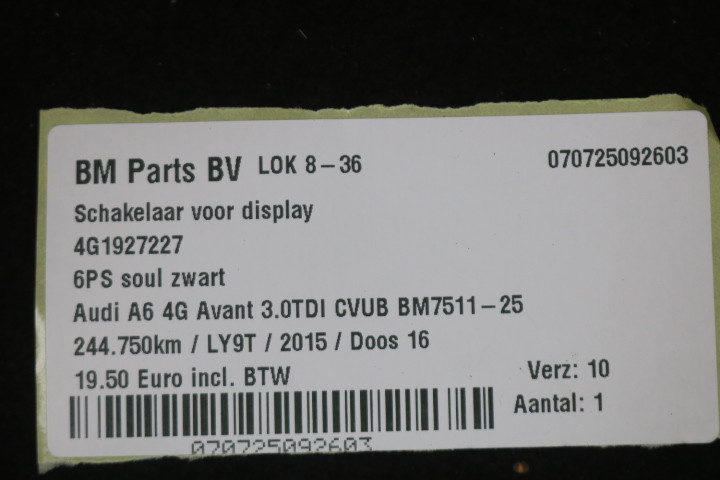 BM Parts BV LOK 8-36 070725092603
Schakelaar voor display
4G1927227
6PS soul zwart
Audi A6 4G Avant 3.0TDI CVUB BM7511-25
244.750km / LY9T / 2015 / Doos 16
19.50 Euro incl. BTW Verz: 10
Aantal: 1
070725092603